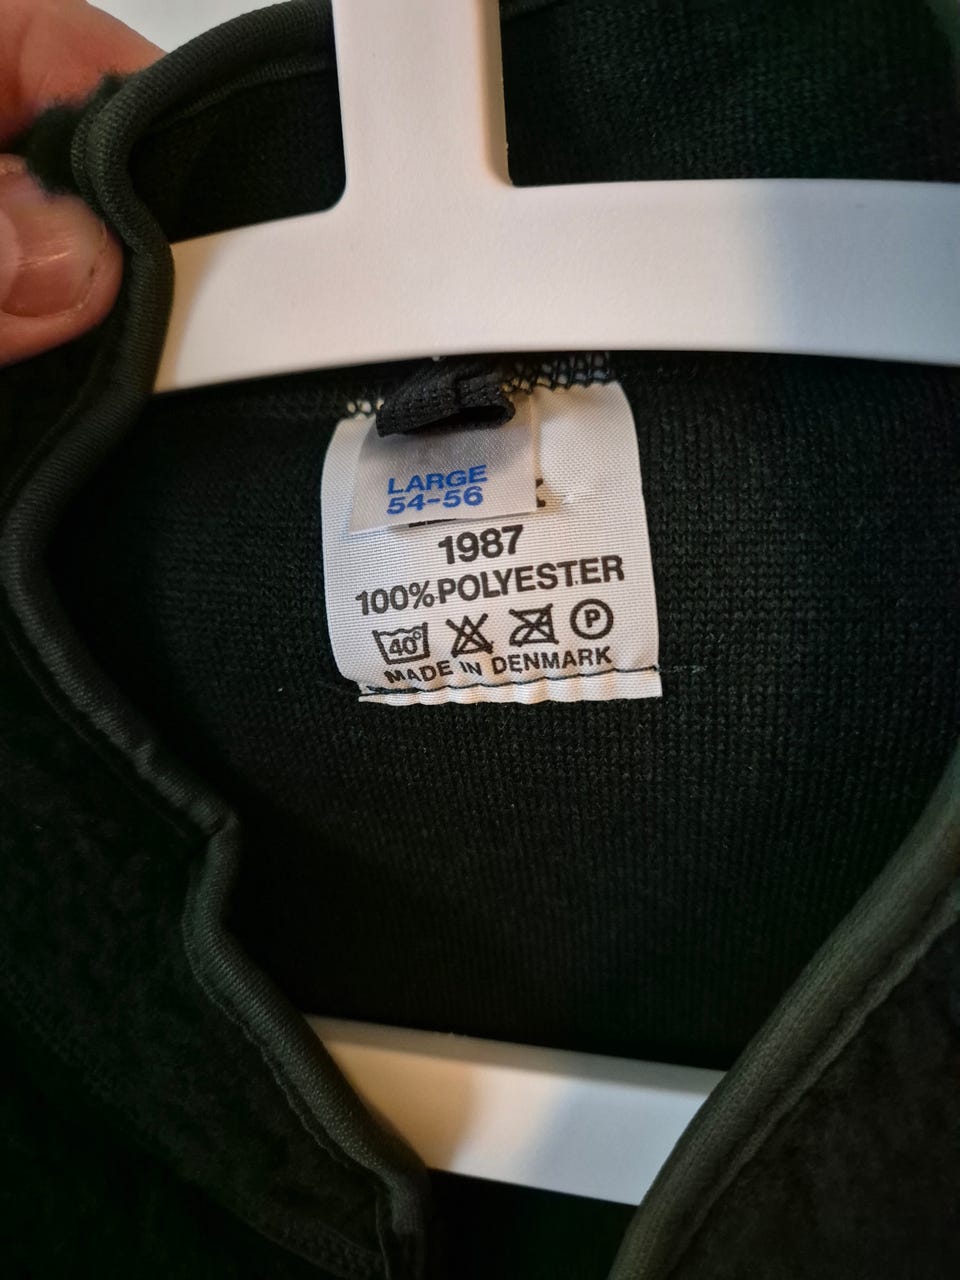 LARGE
54-56
1987
100% POLYESTER
40°
P
MADE IN DENMARK